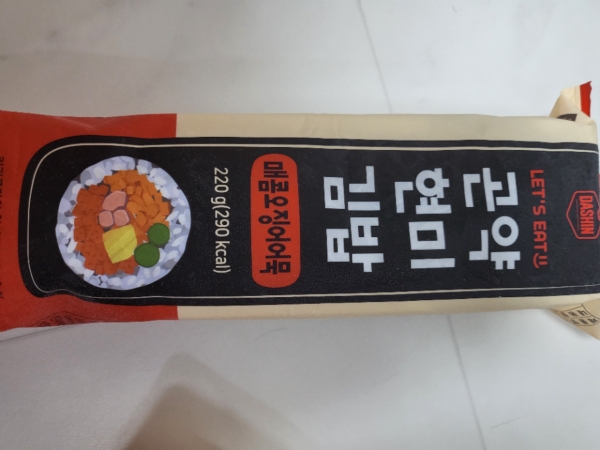 DASHIN
LET'S EAT
곤약
현미
김밥
매콤오징어어묵
220 g(290 kcal)